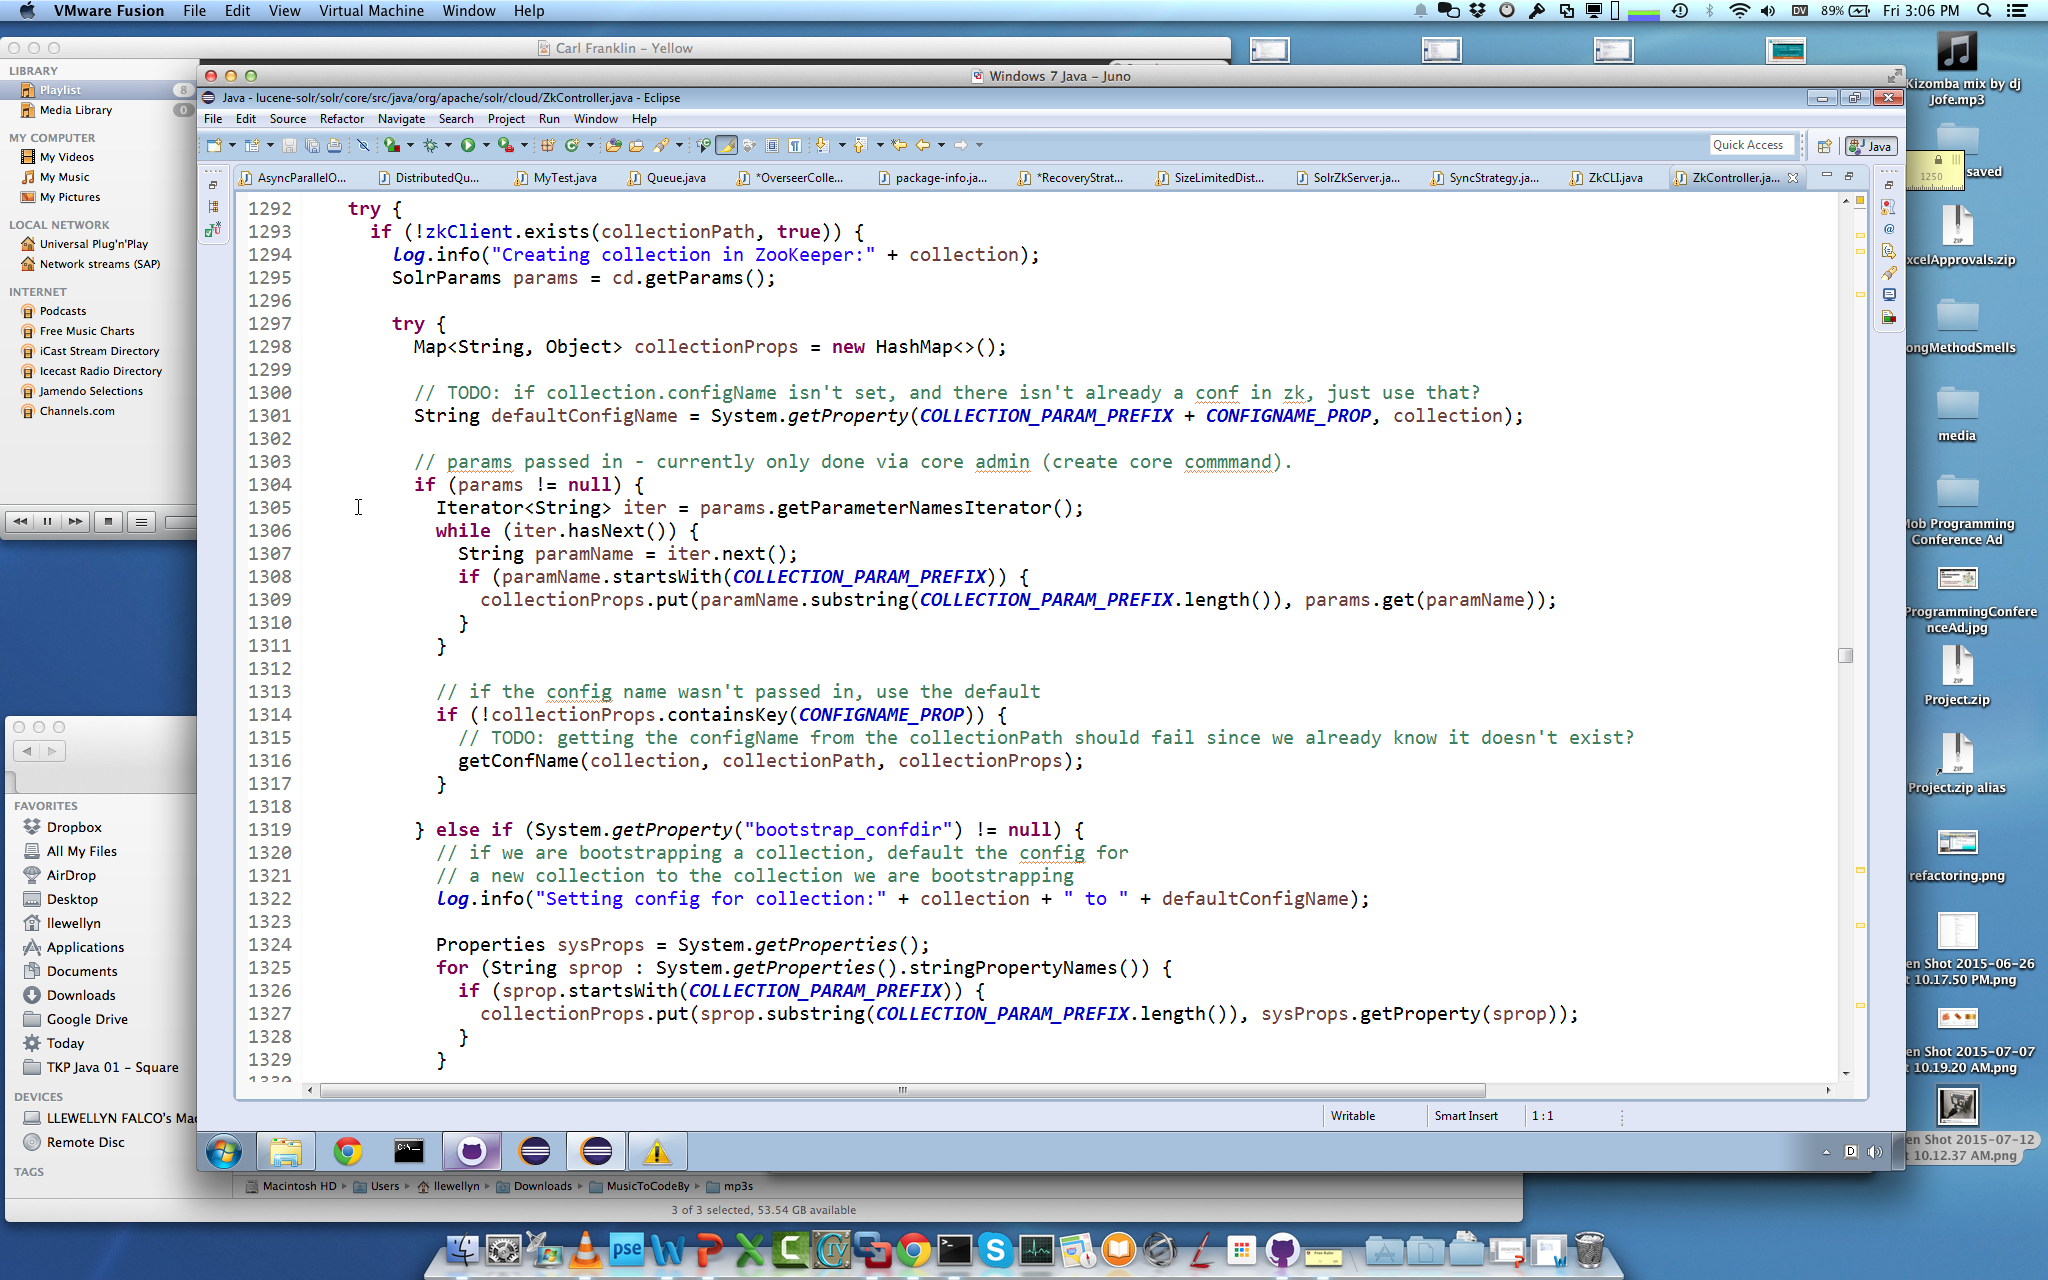 VMware Fusion File Edit View Virtual Machine Window Help
DV 89% Fri 3:06 PM
Carl Franklin – Yellow
LIBRARY
Playlist 8
Media Library 0
MY COMPUTER
My Videos
My Music
My Pictures
LOCAL NETWORK
Universal Plug'n'Play
Network streams (SAP)
INTERNET
Podcasts
Free Music Charts
iCast Stream Directory
Icecast Radio Directory
Jamendo Selections
Channels.com
Windows 7 Java – Juno
Java - lucene-solr/solr/core/src/java/org/apache/solr/cloud/ZkController.java - Eclipse
File Edit Source Refactor Navigate Search Project Run Window Help
Quick Access Java
AsyncParallelO... DistributedQu... MyTest.java Queue.java *OverseerColle... package-info.ja... *RecoveryStrat... SizeLimitedDist... SolrZkServer.ja... SyncStrategy.ja... ZkCLI.java ZkController.ja...
1292 try {
1293 if (!zkClient.exists(collectionPath, true)) {
1294 log.info("Creating collection in ZooKeeper:" + collection);
1295 SolrParams params = cd.getParams();
1296
1297 try {
1298 Map<String, Object> collectionProps = new HashMap<>();
1299
1300 // TODO: if collection.configName isn't set, and there isn't already a conf in zk, just use that?
1301 String defaultConfigName = System.getProperty(COLLECTION_PARAM_PREFIX + CONFIGNAME_PROP, collection);
1302
1303 // params passed in - currently only done via core admin (create core commmand).
1304 if (params != null) {
1305 Iterator<String> iter = params.getParameterNamesIterator();
1306 while (iter.hasNext()) {
1307 String paramName = iter.next();
1308 if (paramName.startsWith(COLLECTION_PARAM_PREFIX)) {
1309 collectionProps.put(paramName.substring(COLLECTION_PARAM_PREFIX.length()), params.get(paramName));
1310 }
1311 }
1312
1313 // if the config name wasn't passed in, use the default
1314 if (!collectionProps.containsKey(CONFIGNAME_PROP)) {
1315 // TODO: getting the configName from the collectionPath should fail since we already know it doesn't exist?
1316 getConfName(collection, collectionPath, collectionProps);
1317 }
1318
1319 } else if (System.getProperty("bootstrap_confdir") != null) {
1320 // if we are bootstrapping a collection, default the config for
1321 // a new collection to the collection we are bootstrapping
1322 log.info("Setting config for collection:" + collection + " to " + defaultConfigName);
1323
1324 Properties sysProps = System.getProperties();
1325 for (String sprop : System.getProperties().stringPropertyNames()) {
1326 if (sprop.startsWith(COLLECTION_PARAM_PREFIX)) {
1327 collectionProps.put(sprop.substring(COLLECTION_PARAM_PREFIX.length()), sysProps.getProperty(sprop));
1328 }
1329 }
Writable Smart Insert 1 : 1
FAVORITES
Dropbox
All My Files
AirDrop
Desktop
llewellyn
Applications
Documents
Downloads
Google Drive
Today
TKP Java 01 - Square
DEVICES
LLEWELLYN FALCO's Ma
Remote Disc
TAGS
Macintosh HD Users llewellyn Downloads MusicToCodeBy mp3s
3 of 3 selected, 53.54 GB available
Kizomba mix by dj
Jofe.mp3
1250
saved
ZIP
xcelApprovals.zip
ongMethodSmells
media
Mob Programming
Conference Ad
ProgrammingConfere
nceAd.jpg
ZIP
Project.zip
ZIP
Project.zip alias
refactoring.png
en Shot 2015-06-26
t 10.17.50 PM.png
en Shot 2015-07-07
t 10.19.20 AM.png
en Shot 2015-07-12
t 10.12.37 AM.png
D
pse